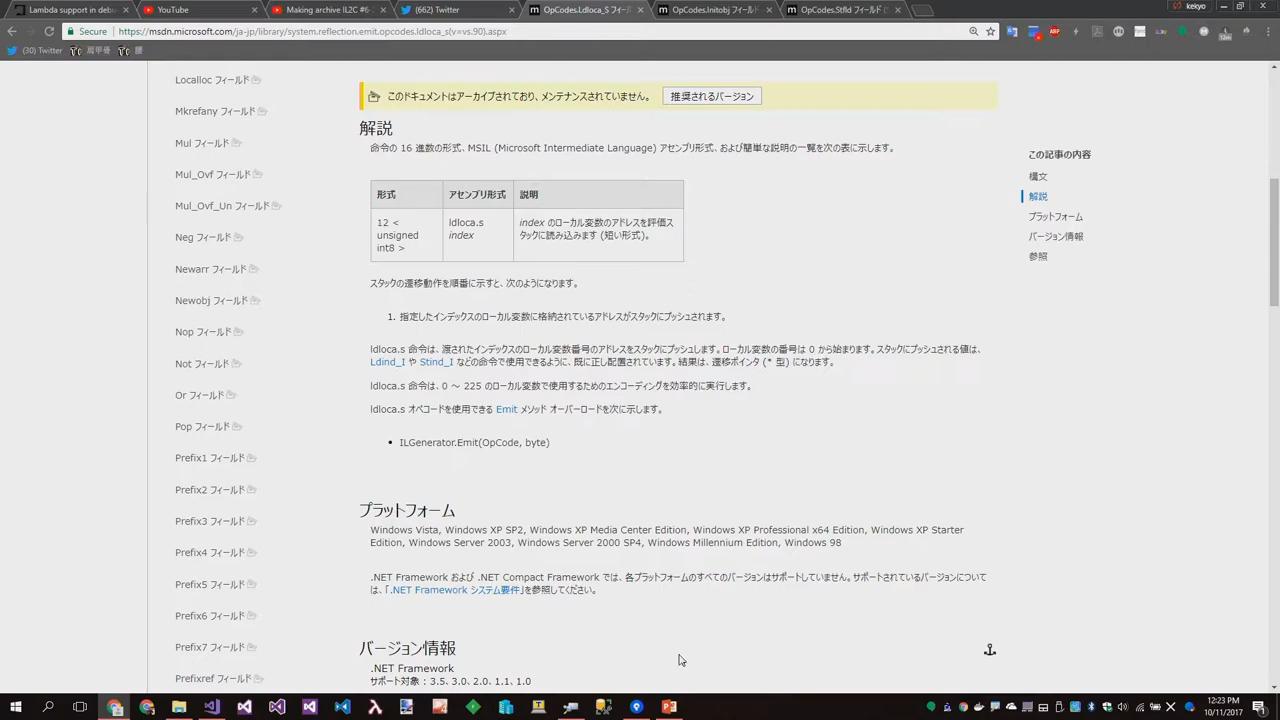 Lambda support in debu
YouTube
Making archive IL2C #6-
(662) Twitter
OpCodes.Ldloca_S フィールド
OpCodes.Initobj フィールド
OpCodes.Stfld フィールド (S
kekyo
Secure
https://msdn.microsoft.com/ja-jp/library/system.reflection.emit.opcodes.ldloca_s(v=vs.90).aspx
(30) Twitter
肩甲骨
腰
Localloc フィールド
Mkrefany フィールド
Mul フィールド
Mul_Ovf フィールド
Mul_Ovf_Un フィールド
Neg フィールド
Newarr フィールド
Newobj フィールド
Nop フィールド
Not フィールド
Or フィールド
Pop フィールド
Prefix1 フィールド
Prefix2 フィールド
Prefix3 フィールド
Prefix4 フィールド
Prefix5 フィールド
Prefix6 フィールド
Prefix7 フィールド
Prefixref フィールド
このドキュメントはアーカイブされており、メンテナンスされていません。
推奨されるバージョン
解説
命令の 16 進数の形式、MSIL (Microsoft Intermediate Language) アセンブリ形式、および簡単な説明の一覧を次の表に示します。
形式
アセンブリ形式
説明
12 <
unsigned
int8 >
ldloca.s
index
index のローカル変数のアドレスを評価ス
タックに読み込みます (短い形式)。
スタックの遷移動作を順番に示すと、次のようになります。
1. 指定したインデックスのローカル変数に格納されているアドレスがスタックにプッシュされます。
ldloca.s 命令は、渡されたインデックスのローカル変数番号のアドレスをスタックにプッシュします。ローカル変数の番号は 0 から始まります。スタックにプッシュされる値は、
Ldind_I や Stind_I などの命令で使用できるように、既に正し配置されています。結果は、遷移ポインタ (* 型) になります。
ldloca.s 命令は、0 ～ 225 のローカル変数で使用するためのエンコーディングを効率的に実行します。
ldloca.s オペコードを使用できる Emit メソッド オーバーロードを次に示します。
• ILGenerator.Emit(OpCode, byte)
プラットフォーム
Windows Vista, Windows XP SP2, Windows XP Media Center Edition, Windows XP Professional x64 Edition, Windows XP Starter
Edition, Windows Server 2003, Windows Server 2000 SP4, Windows Millennium Edition, Windows 98
.NET Framework および .NET Compact Framework では、各プラットフォームのすべてのバージョンはサポートしていません。サポートされているバージョンについて
は、「.NET Framework システム要件」を参照してください。
バージョン情報
.NET Framework
サポート対象 : 3.5、3.0、2.0、1.1、1.0
この記事の内容
構文
解説
プラットフォーム
バージョン情報
参照
12:23 PM
10/11/2017